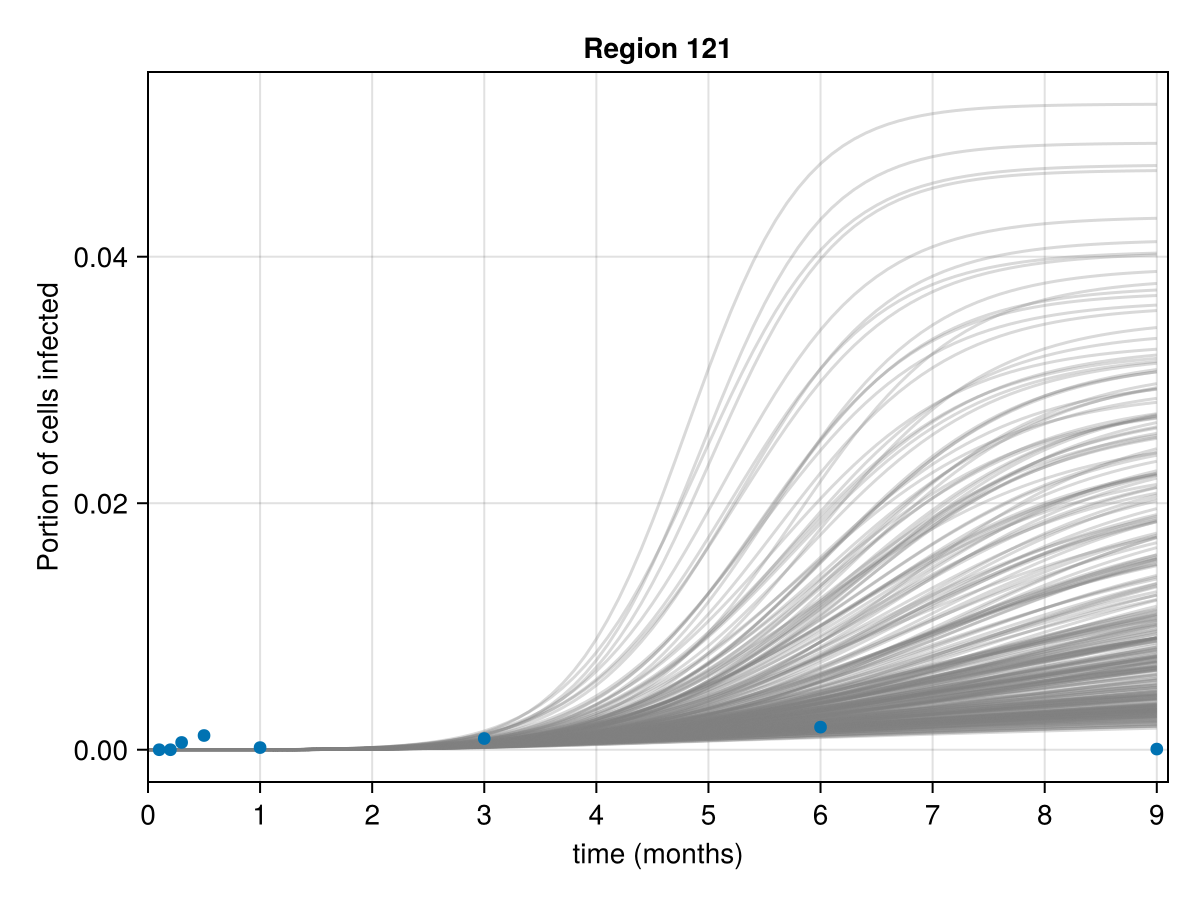 Region 121
Portion of cells infected
0.04
0.02
0.00
0 1 2 3 4 5 6 7 8 9
time (months)